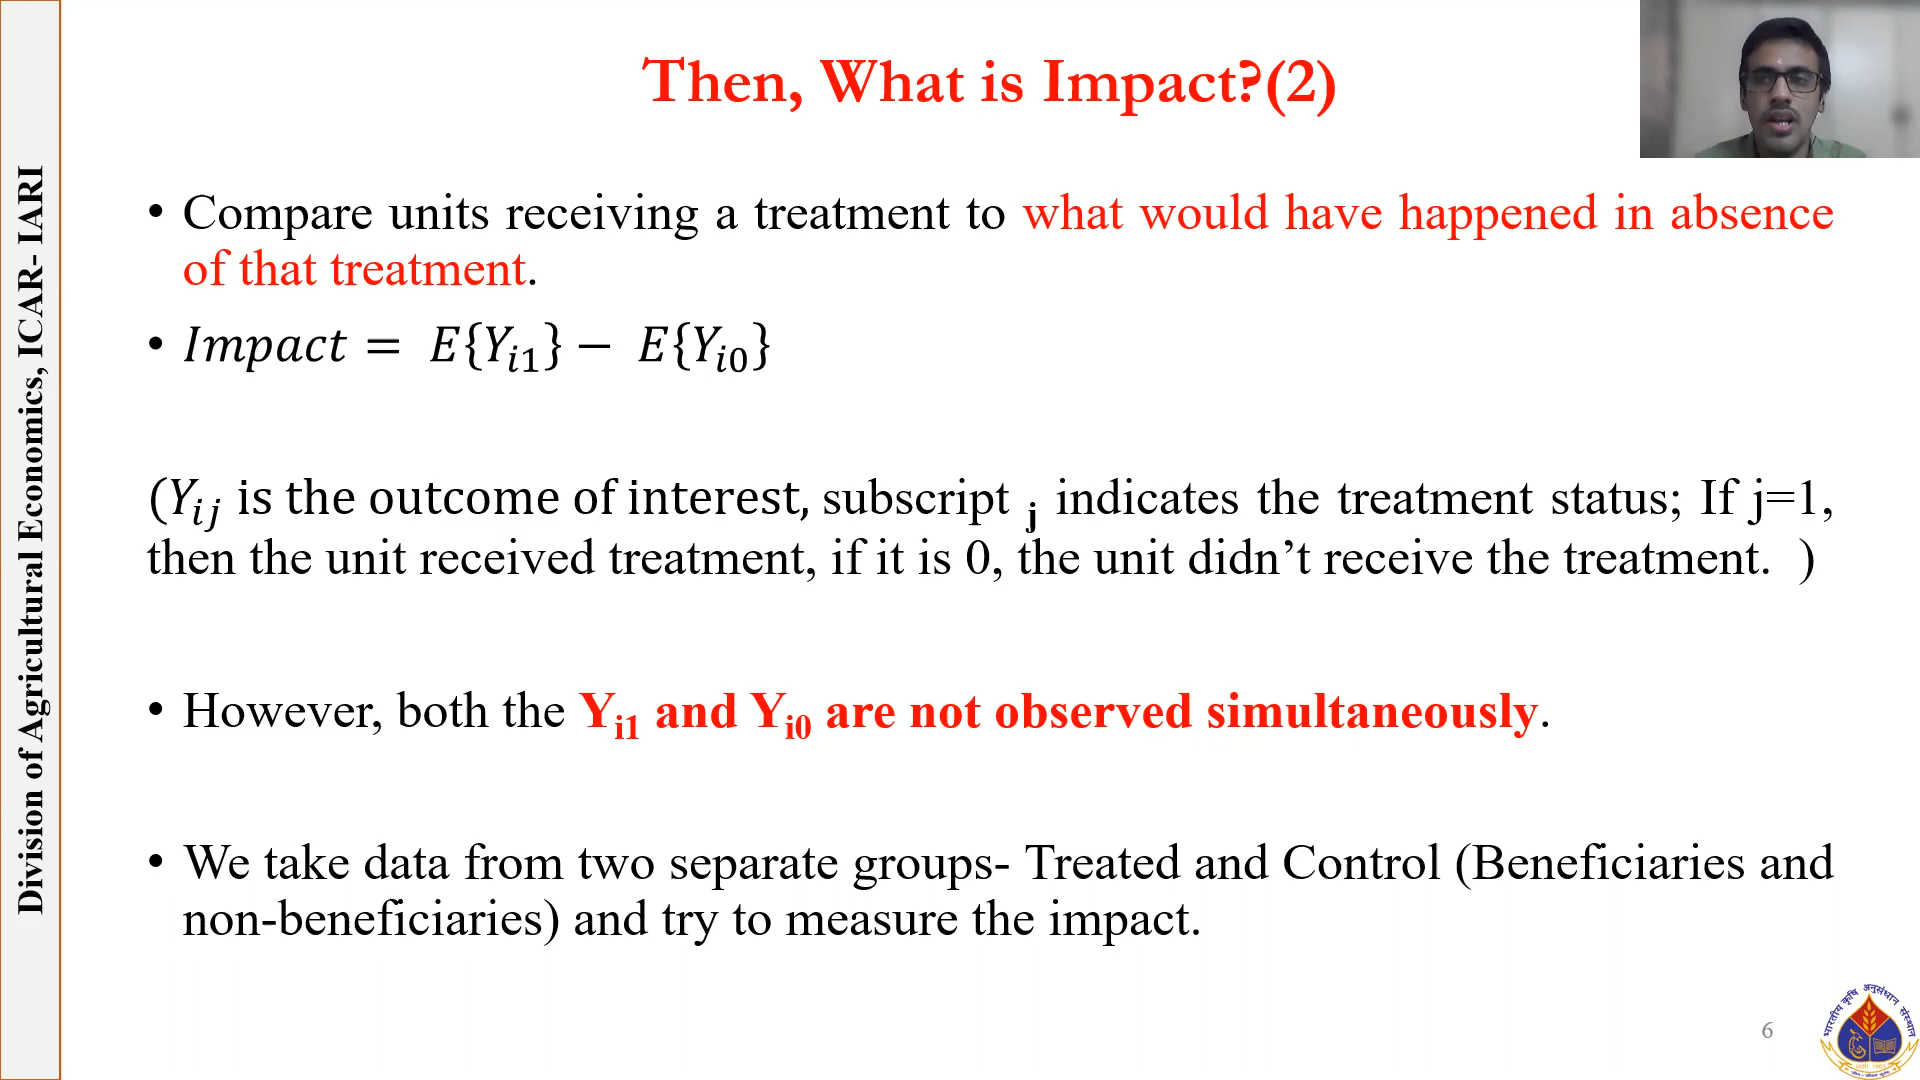 Then, What is Impact?(2)
Division of Agricultural Economics, ICAR- IARI
• Compare units receiving a treatment to what would have happened in absence
of that treatment.
• Impact = E{Yi1} − E{Yi0}
(Yij is the outcome of interest, subscript j indicates the treatment status; If j=1,
then the unit received treatment, if it is 0, the unit didn’t receive the treatment. )
• However, both the Yi1 and Yi0 are not observed simultaneously.
• We take data from two separate groups- Treated and Control (Beneficiaries and
non-beneficiaries) and try to measure the impact.
6
भारतीय कृषि अनुसंधान संस्थान